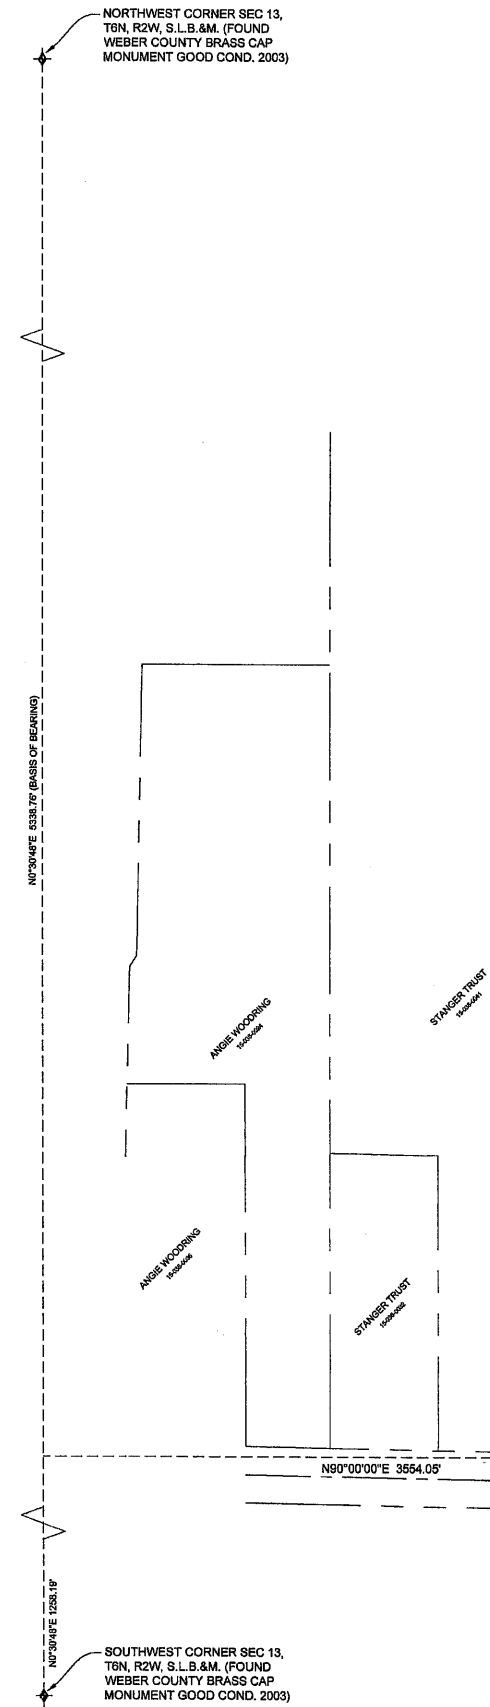 NORTHWEST CORNER SEC 13,
T6N, R2W, S.L.B.&M. (FOUND
WEBER COUNTY BRASS CAP
MONUMENT GOOD COND. 2003)
N0°30'48"E 5338.76' (BASIS OF BEARING)
STANGER TRUST
ANGIE WOODRING
ANGIE WOODRING
STANGER TRUST
N90°00'00"E 3554.05'
N0°30'48"E 1258.19'
SOUTHWEST CORNER SEC 13,
T6N, R2W, S.L.B.&M. (FOUND
WEBER COUNTY BRASS CAP
MONUMENT GOOD COND. 2003)